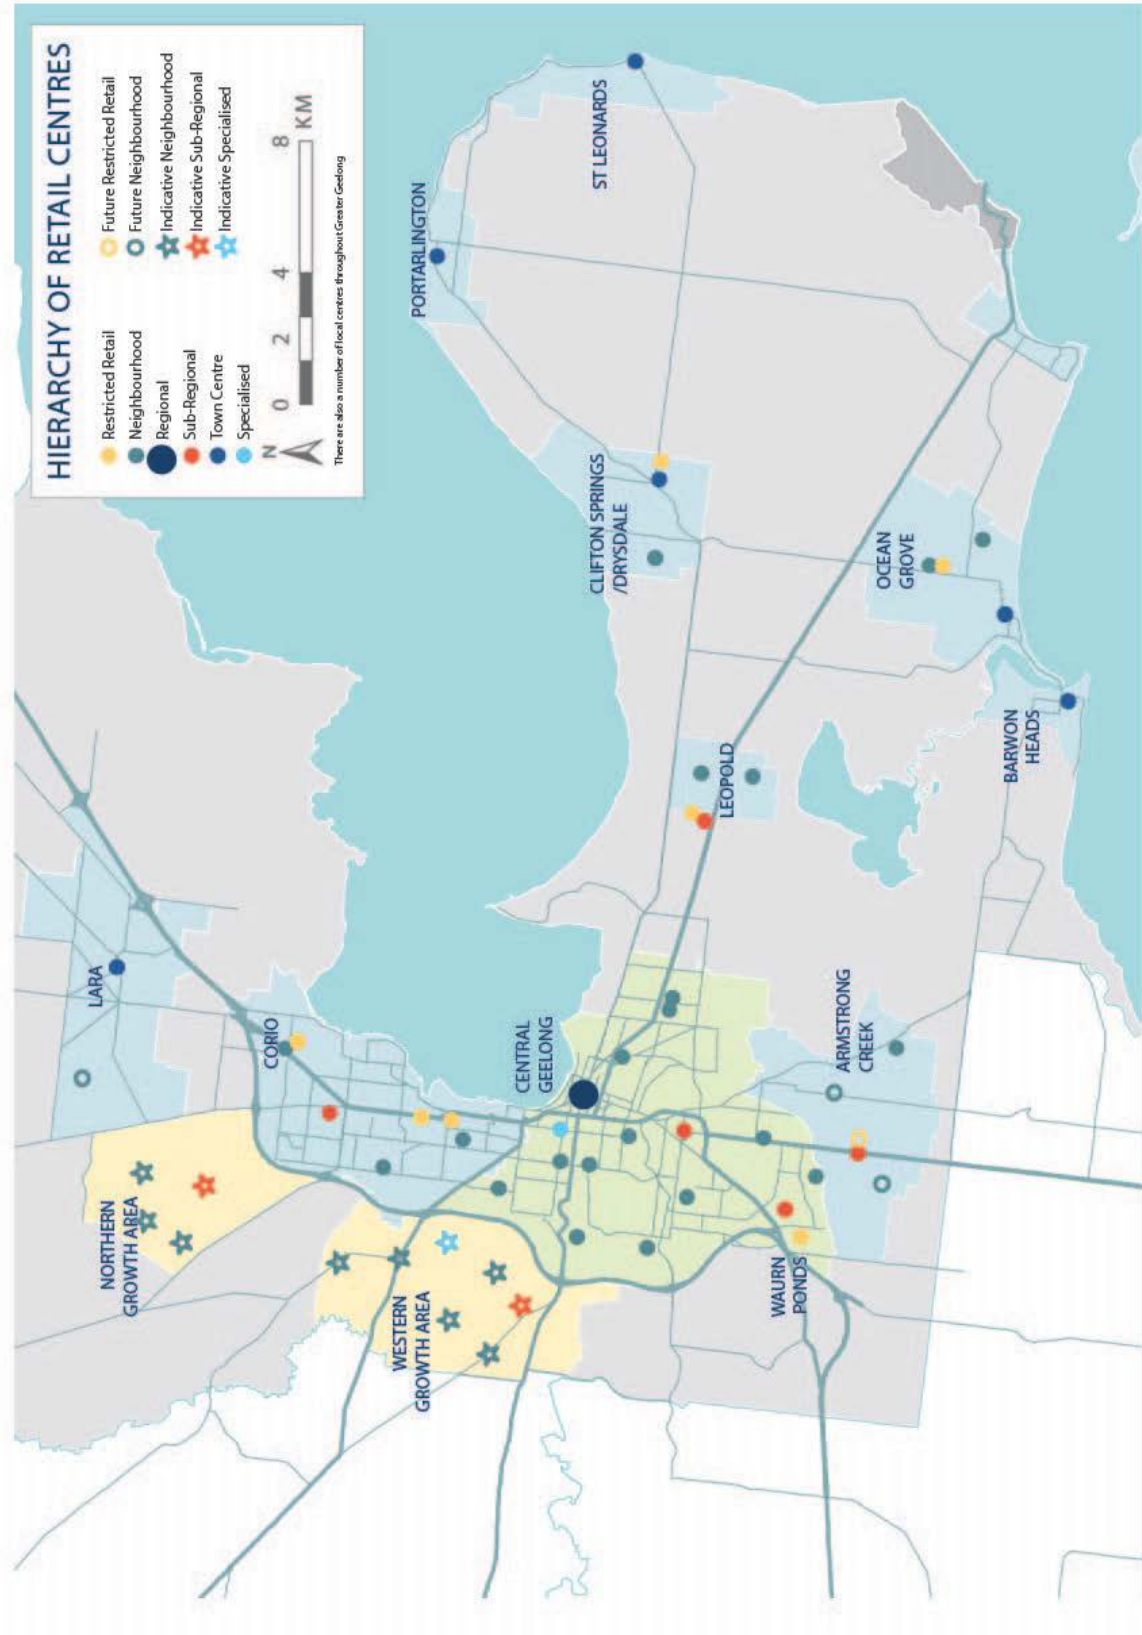 HIERARCHY OF RETAIL CENTRES
Restricted Retail
Neighbourhood
Regional
Sub-Regional
Town Centre
Specialised
Future Restricted Retail
Future Neighbourhood
Indicative Neighbourhood
Indicative Sub-Regional
Indicative Specialised
N
0 2 4 8
KM
There are also a number of local centres throughout Greater Geelong
LARA
NORTHERN
GROWTH AREA
CORIO
WESTERN
GROWTH AREA
CENTRAL
GEELONG
PORTARLINGTON
ST LEONARDS
CLIFTON SPRINGS
/DRYSDALE
LEOPOLD
OCEAN
GROVE
BARWON
HEADS
ARMSTRONG
CREEK
WAURN
PONDS